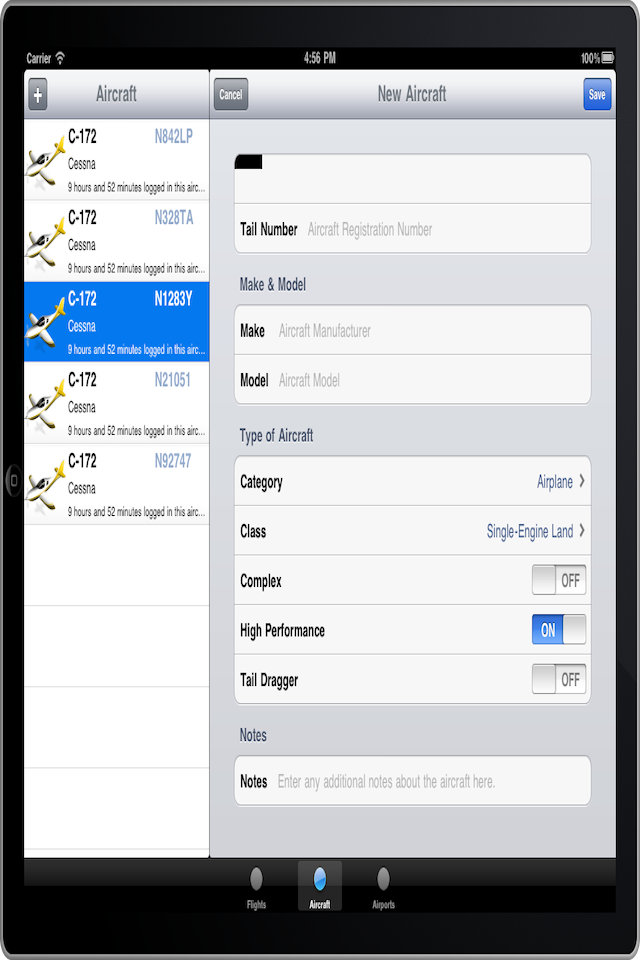 Carrier 4:56 PM 100%
+ Aircraft Cancel New Aircraft Save
C-172 N842LP
Cessna
9 hours and 52 minutes logged in this airc...
C-172 N328TA
Cessna
9 hours and 52 minutes logged in this airc...
C-172 N1283Y
Cessna
9 hours and 52 minutes logged in this airc...
C-172 N21051
Cessna
9 hours and 52 minutes logged in this airc...
C-172 N92747
Cessna
9 hours and 52 minutes logged in this airc...
Tail Number Aircraft Registration Number
Make & Model
Make Aircraft Manufacturer
Model Aircraft Model
Type of Aircraft
Category Airplane
Class Single-Engine Land
Complex OFF
High Performance ON
Tail Dragger OFF
Notes
Notes Enter any additional notes about the aircraft here.
Flights Aircraft Airports